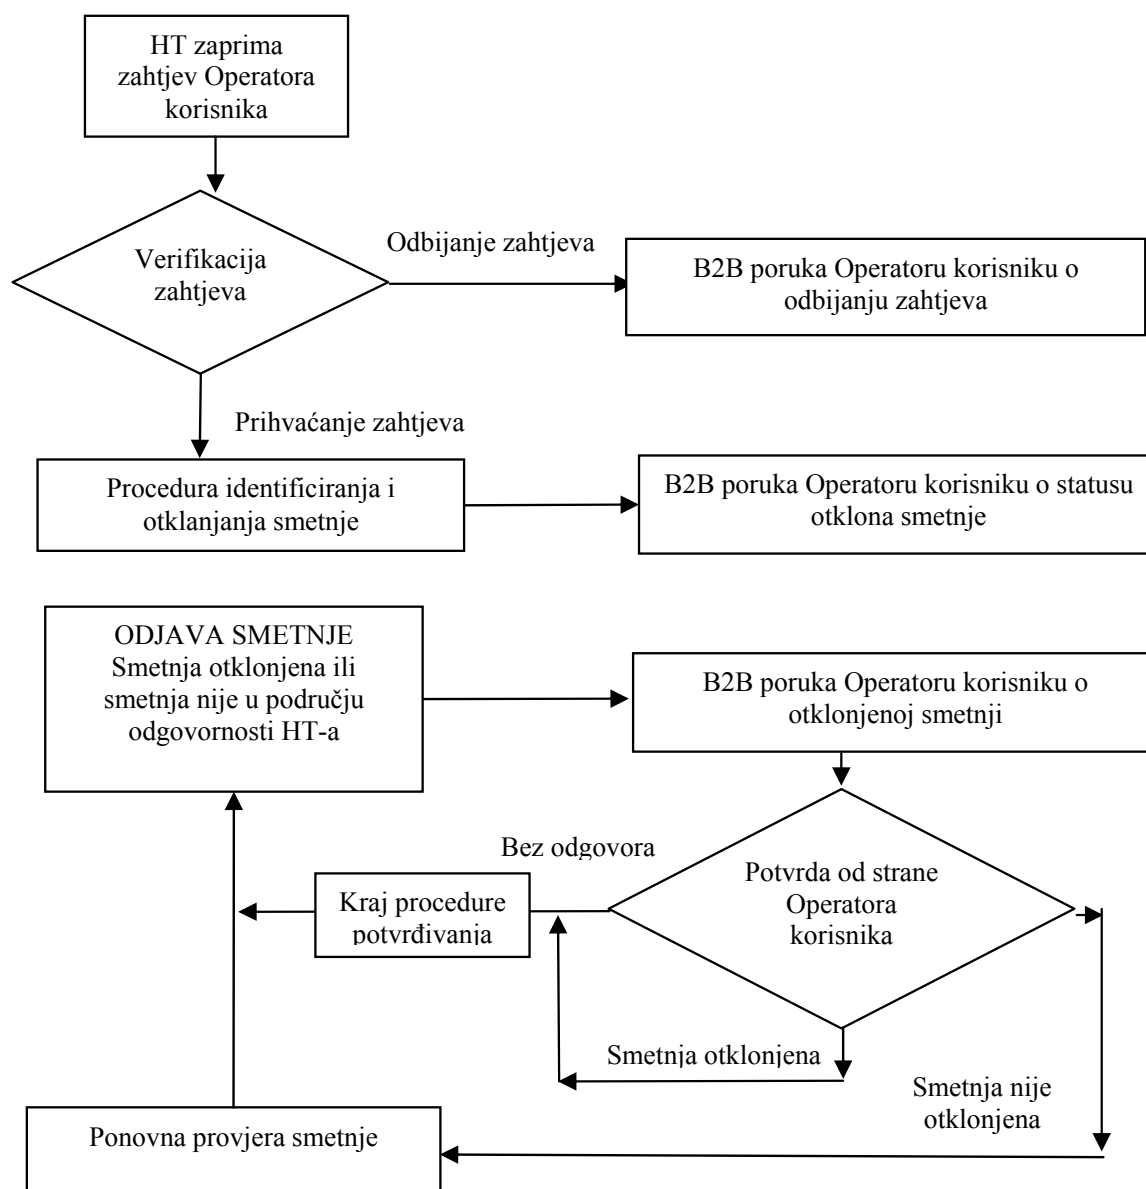 HT zaprima
zahtjev Operatora
korisnika
Verifikacija
zahtjeva
Odbijanje zahtjeva
B2B poruka Operatoru korisniku o
odbijanju zahtjeva
Prihvaćanje zahtjeva
Procedura identificiranja i
otklanjanja smetnje
B2B poruka Operatoru korisniku o statusu
otklona smetnje
ODJAVA SMETNJE
Smetnja otklonjena ili
smetnja nije u području
odgovornosti HT-a
B2B poruka Operatoru korisniku o
otklonjenoj smetnji
Bez odgovora
Potvrda od strane
Operatora
korisnika
Kraj procedure
potvrđivanja
Smetnja otklonjena
Smetnja nije
otklonjena
Ponovna provjera smetnje